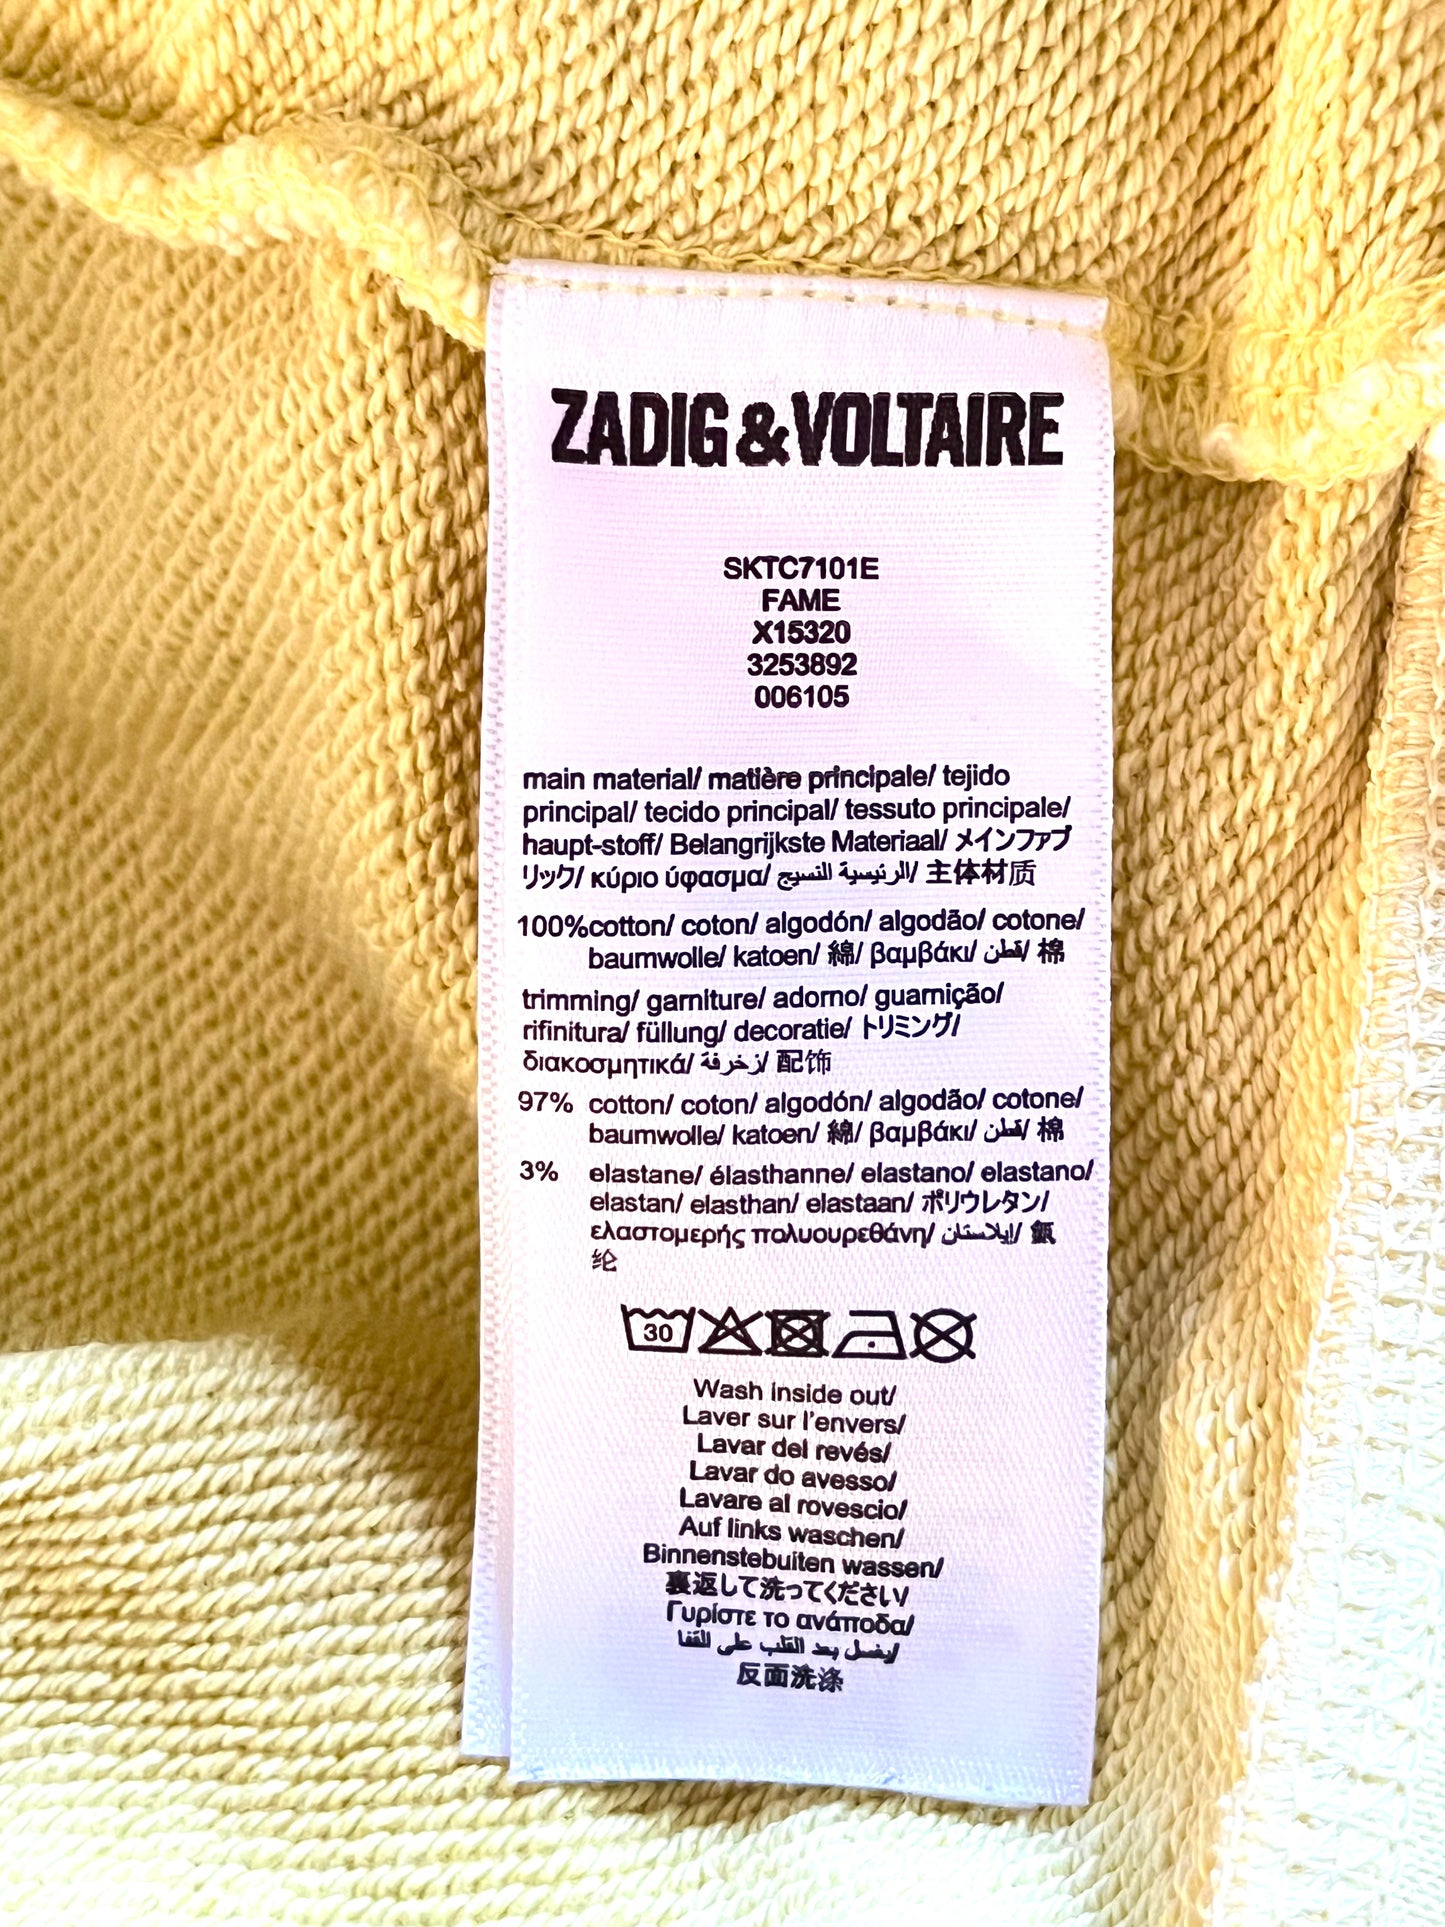 ZADIG&VOLTAIRE
SKTC7101E
FAME
X15320
3253892
006105
main material/ matière principale/ tejido
principal/ tecido principal/ tessuto principale/
haupt-stoff/ Belangrijkste Materiaal/ メインファブ
リック/ κύριο ύφασμα/ الرئيسية النسيج/ 主体材质
100%cotton/ coton/ algodón/ algodão/ cotone/
baumwolle/ katoen/ 綿/ βαμβάκι/ قطن/ 棉
trimming/ garniture/ adorno/ guarnição/
rifinitura/ füllung/ decoratie/ トリミング/
διακοσμητικά/ زخرفة/ 配饰
97% cotton/ coton/ algodón/ algodão/ cotone/
baumwolle/ katoen/ 綿/ βαμβάκι/ قطن/ 棉
3% elastane/ élasthanne/ elastano/ elastano/
elastan/ elasthan/ elastaan/ ポリウレタン/
ελαστομερής πολυουρεθάνη/ إيلاستان/ 氨
纶
30
Wash inside out/
Laver sur l'envers/
Lavar del revés/
Lavar do avesso/
Lavare al rovescio/
Auf links waschen/
Binnenstebuiten wassen/
裏返して洗ってください/
Γυρίστε το ανάποδα/
يغسل بعد القلب على القفا/
反面洗涤